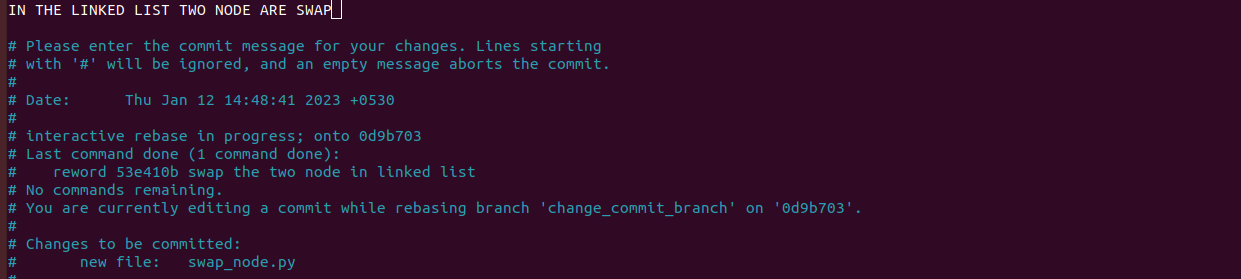 IN THE LINKED LIST TWO NODE ARE SWAP
# Please enter the commit message for your changes. Lines starting
# with '#' will be ignored, and an empty message aborts the commit.
#
# Date:      Thu Jan 12 14:48:41 2023 +0530
#
# interactive rebase in progress; onto 0d9b703
# Last command done (1 command done):
#    reword 53e410b swap the two node in linked list
# No commands remaining.
# You are currently editing a commit while rebasing branch 'change_commit_branch' on '0d9b703'.
#
# Changes to be committed:
#       new file:   swap_node.py
#